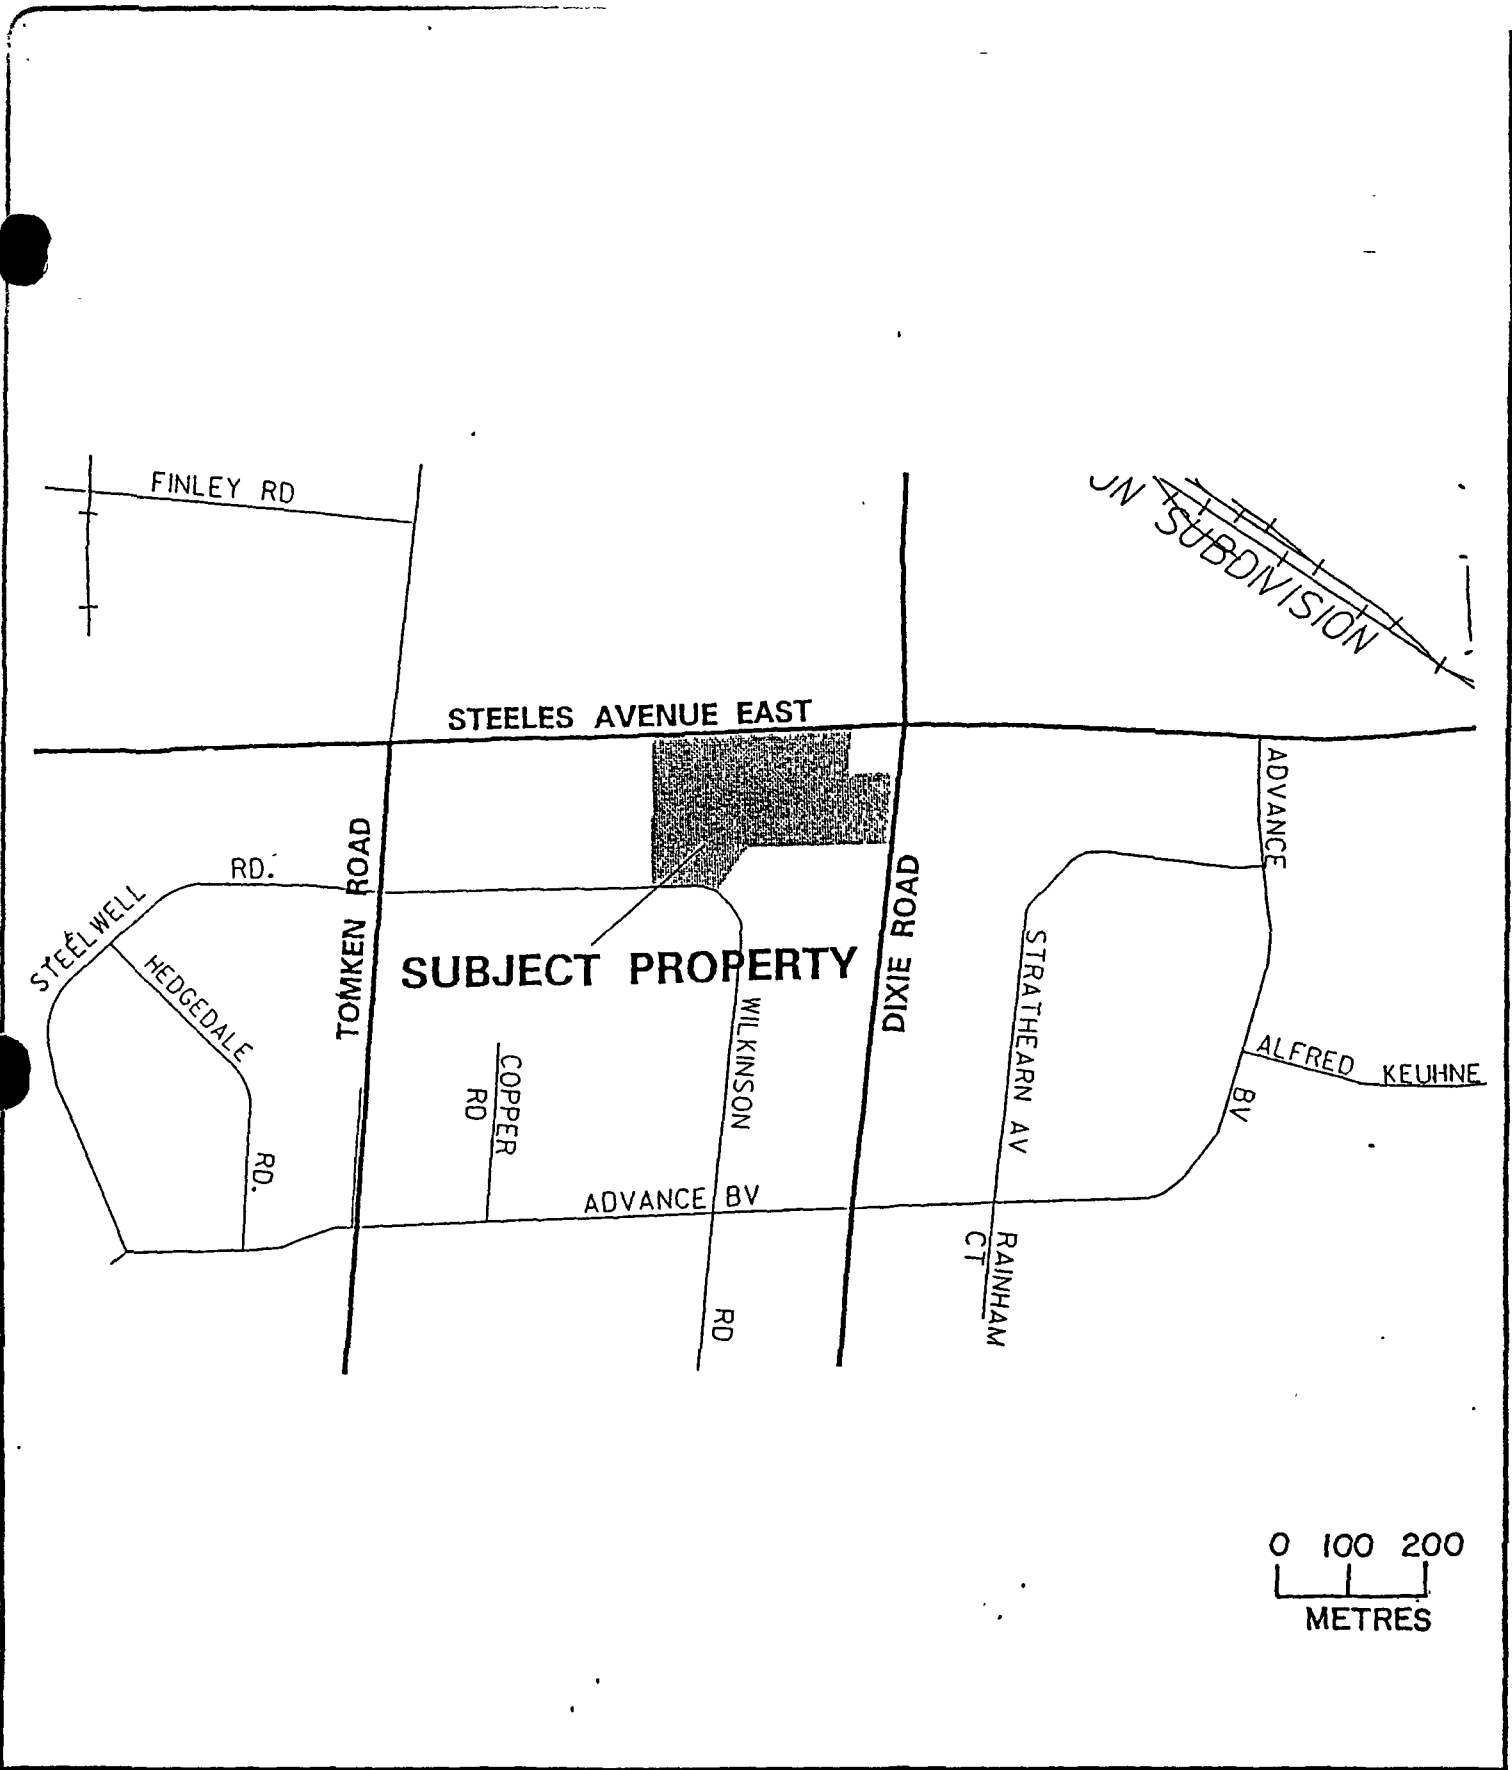 FINLEY RD
SUBDIVISION
STEELES AVENUE EAST
ADVANCE
RD.
TOMKEN ROAD
DIXIE ROAD
STEELWELL
HEDGEDALE
RD.
SUBJECT PROPERTY
WILKINSON
RD
COPPER
RD
STRATHEARN AV
ALFRED KEUHNE
BV
ADVANCE BV
RAINHAM
CT
0 100 200
METRES